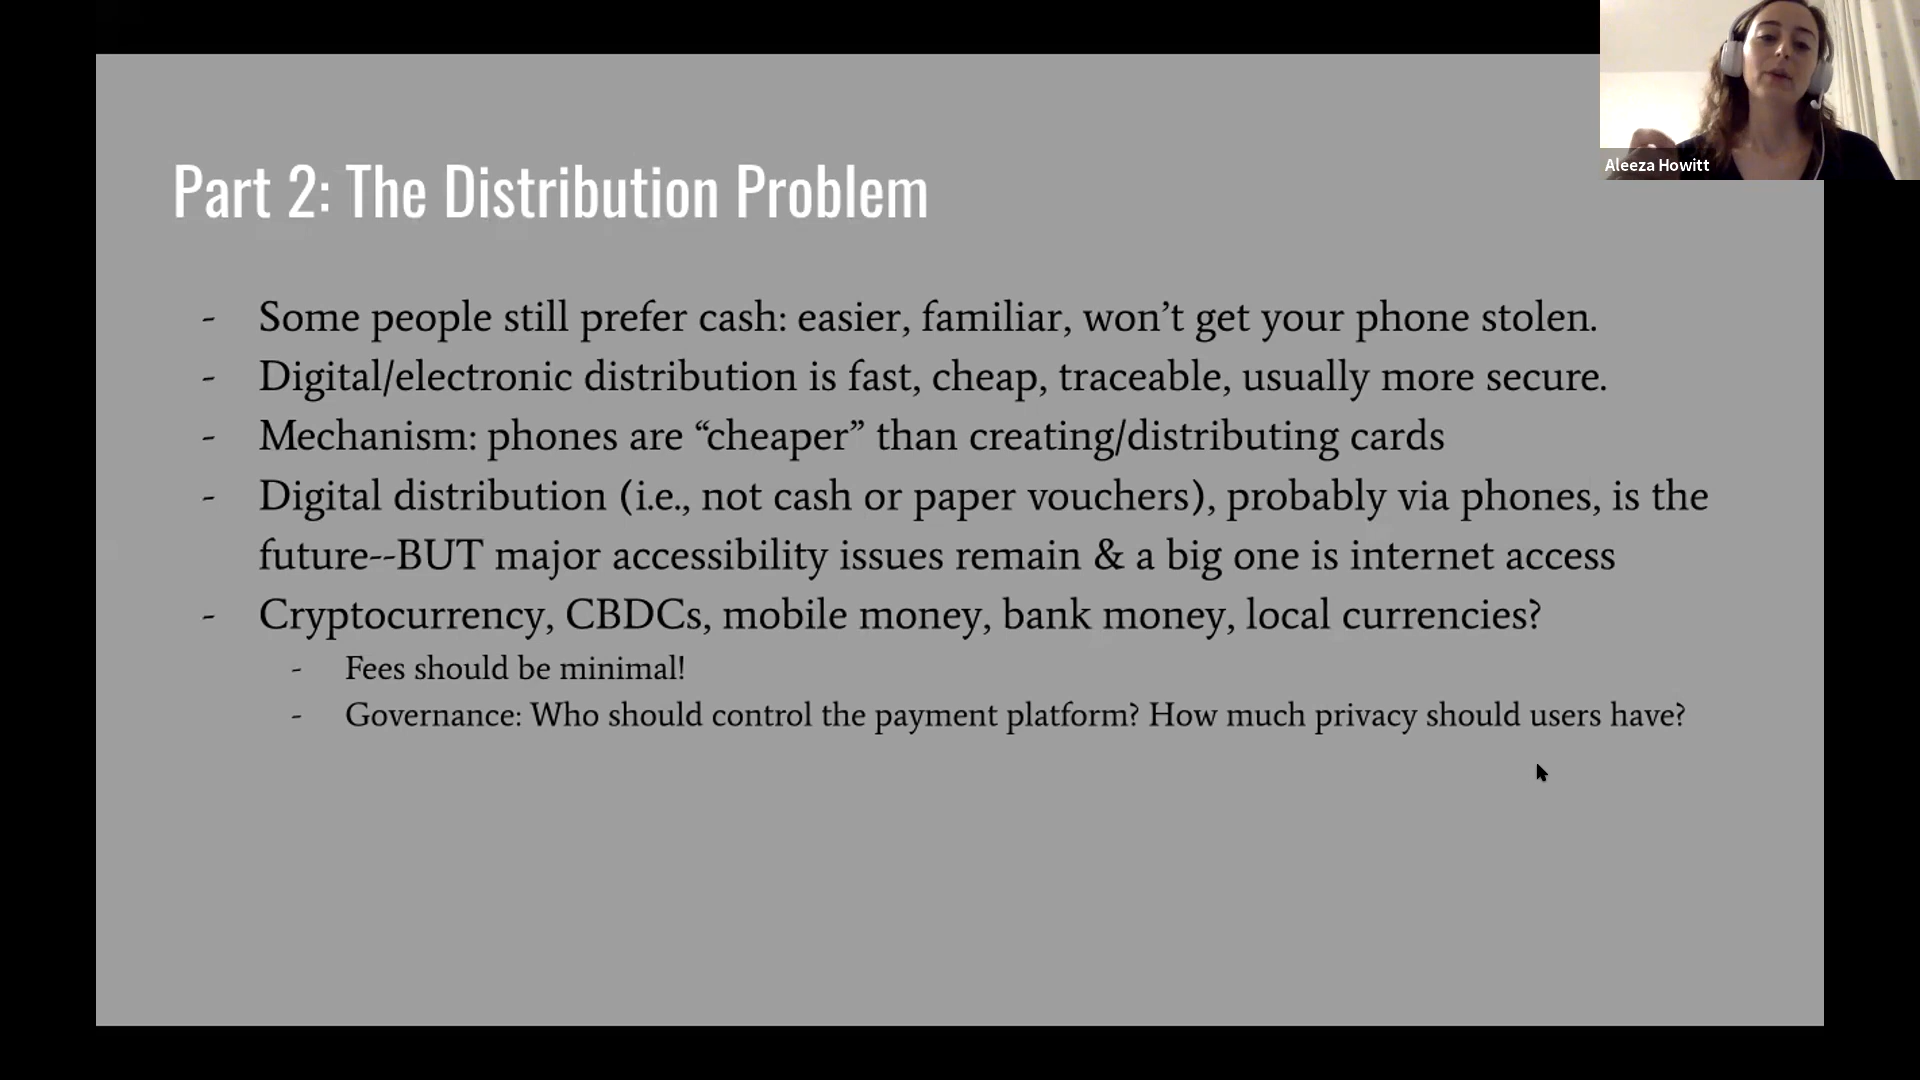 Aleeza Howitt
Part 2: The Distribution Problem
- Some people still prefer cash: easier, familiar, won’t get your phone stolen.
- Digital/electronic distribution is fast, cheap, traceable, usually more secure.
- Mechanism: phones are “cheaper” than creating/distributing cards
- Digital distribution (i.e., not cash or paper vouchers), probably via phones, is the
future--BUT major accessibility issues remain & a big one is internet access
- Cryptocurrency, CBDCs, mobile money, bank money, local currencies?
- Fees should be minimal!
- Governance: Who should control the payment platform? How much privacy should users have?